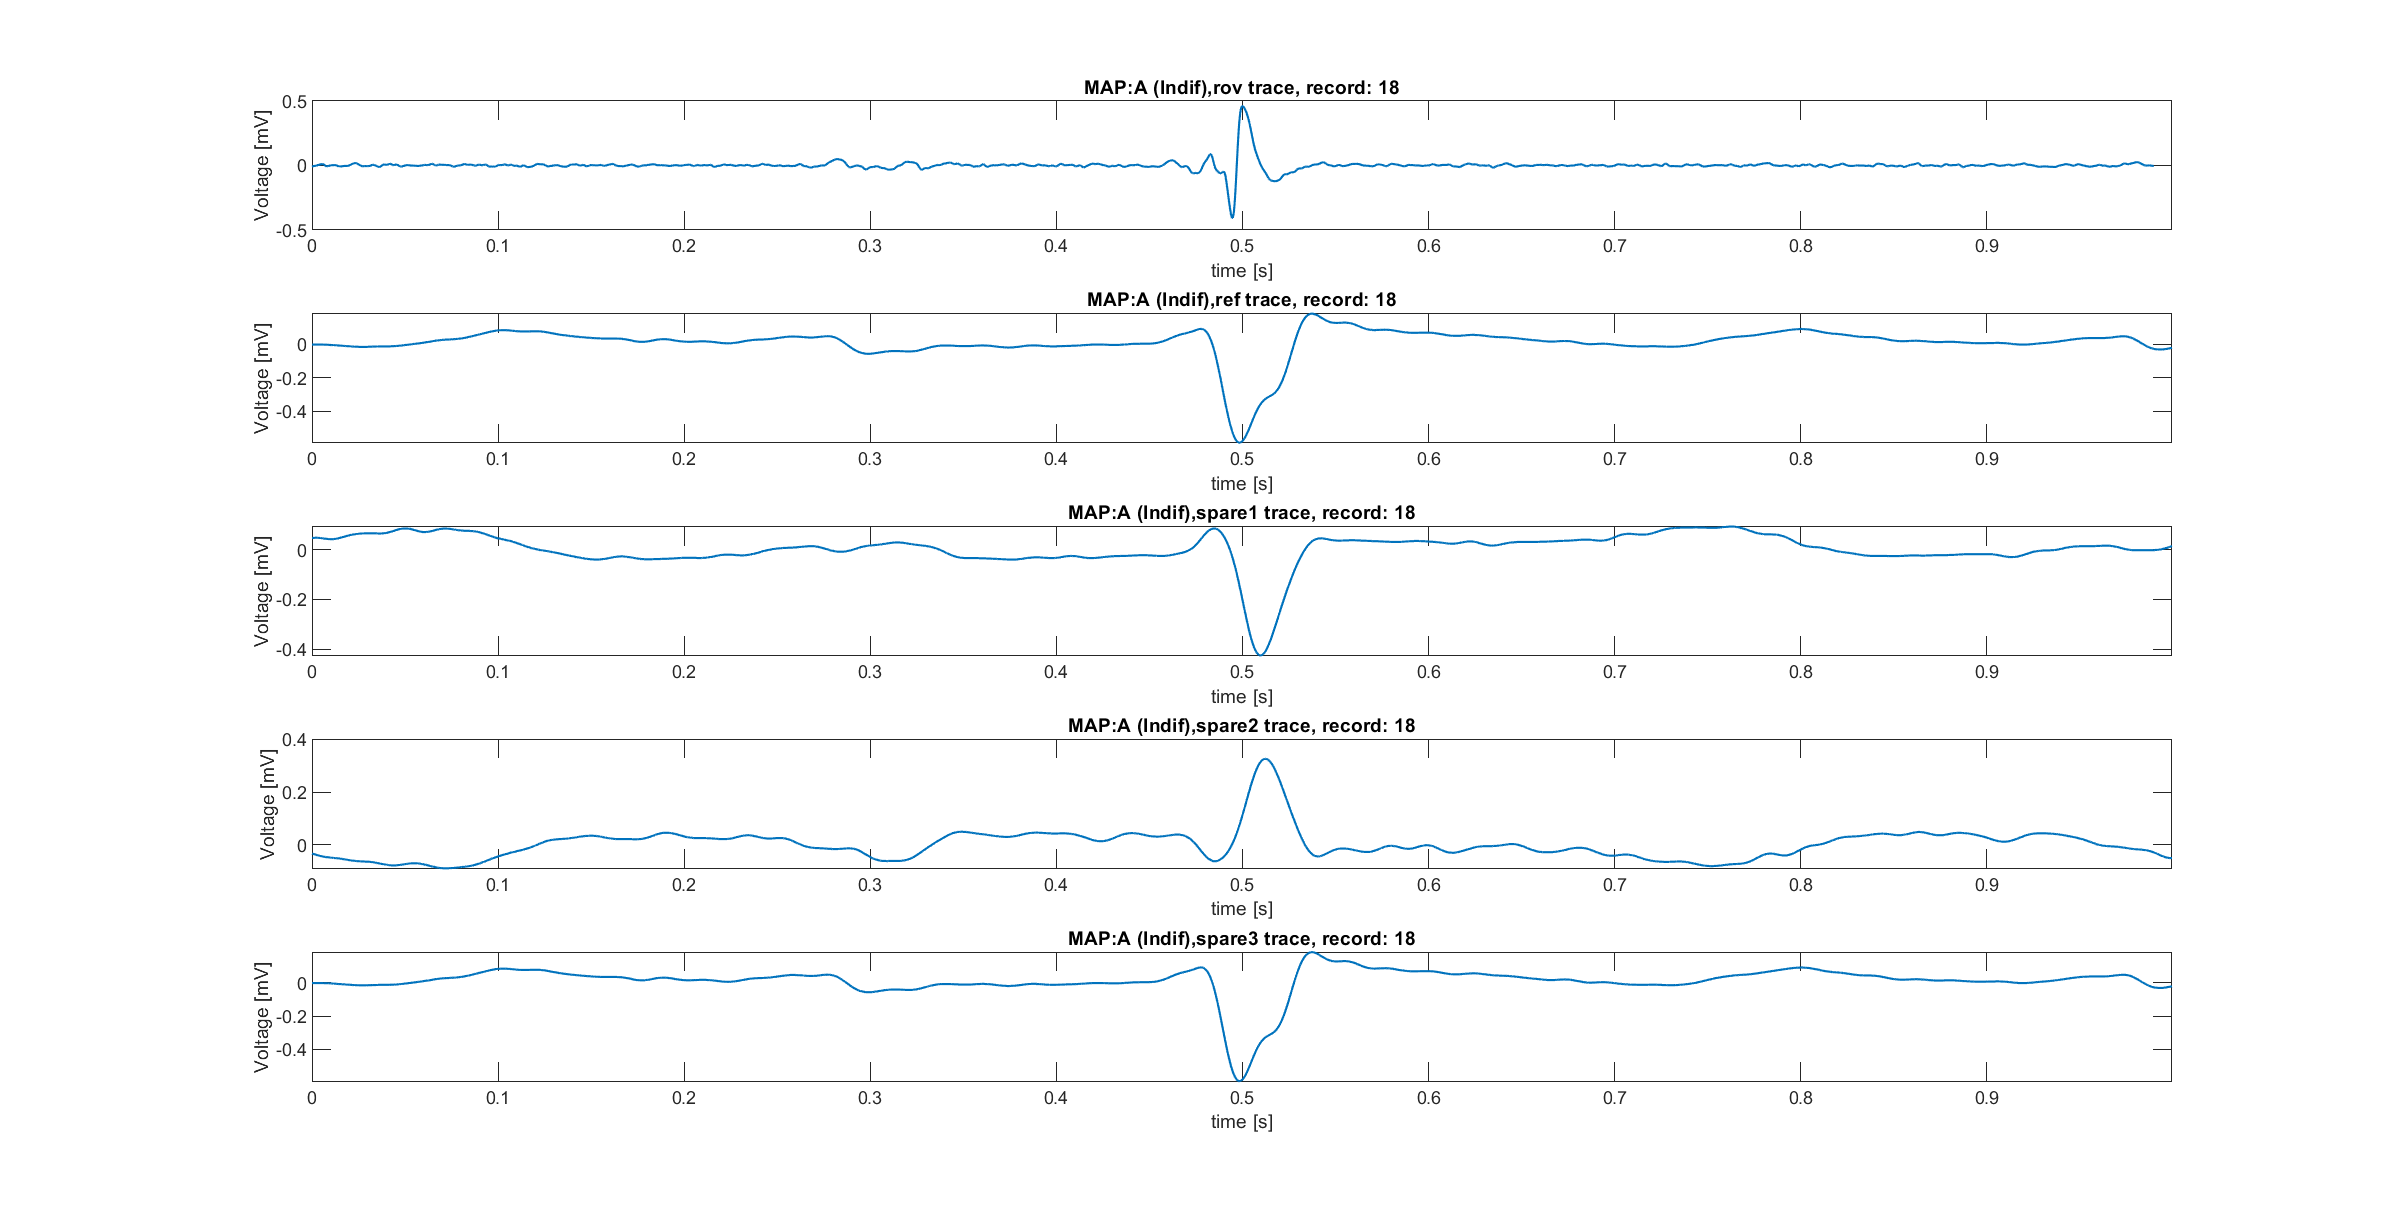 MAP:A (Indif),rov trace, record: 18
Voltage [mV]
0.5
0
-0.5
0 0.1 0.2 0.3 0.4 0.5 0.6 0.7 0.8 0.9
time [s]
MAP:A (Indif),ref trace, record: 18
Voltage [mV]
0
-0.2
-0.4
0 0.1 0.2 0.3 0.4 0.5 0.6 0.7 0.8 0.9
time [s]
MAP:A (Indif),spare1 trace, record: 18
Voltage [mV]
0
-0.2
-0.4
0 0.1 0.2 0.3 0.4 0.5 0.6 0.7 0.8 0.9
time [s]
MAP:A (Indif),spare2 trace, record: 18
Voltage [mV]
0.4
0.2
0
0 0.1 0.2 0.3 0.4 0.5 0.6 0.7 0.8 0.9
time [s]
MAP:A (Indif),spare3 trace, record: 18
Voltage [mV]
0
-0.2
-0.4
0 0.1 0.2 0.3 0.4 0.5 0.6 0.7 0.8 0.9
time [s]